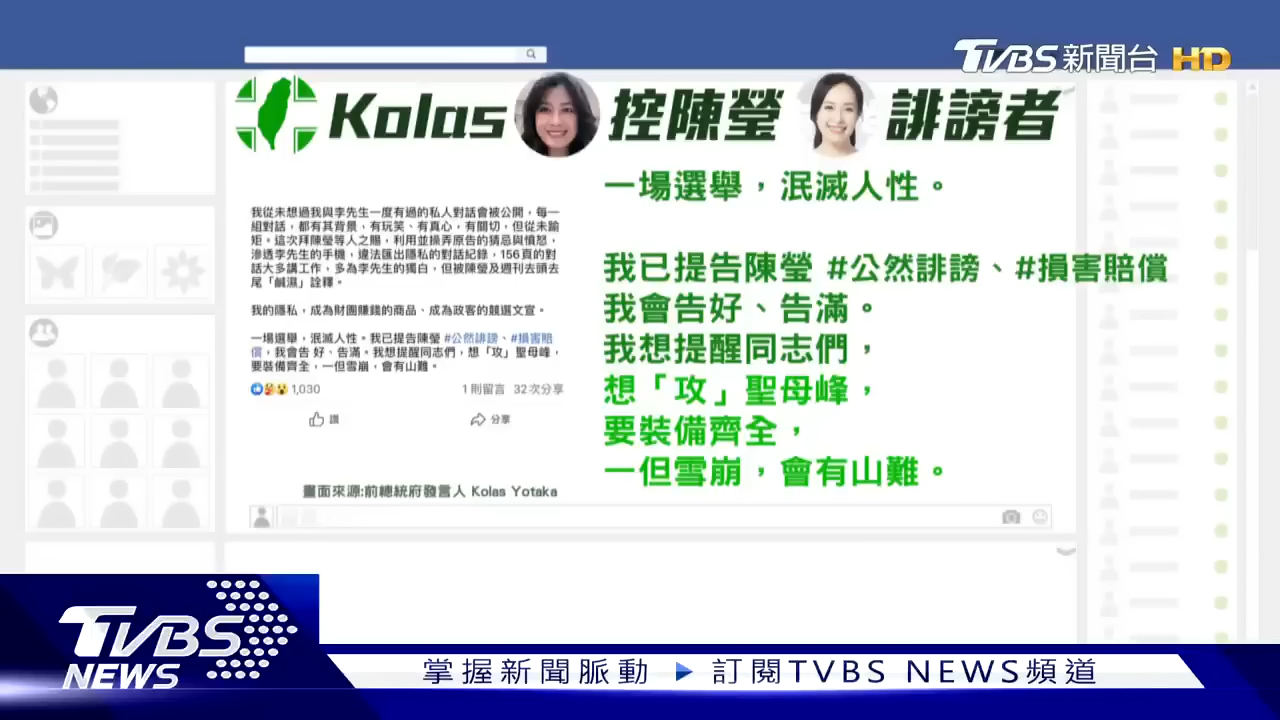 TVBS新聞台 HD
Kolas 控陳瑩 誹謗者
一場選舉，泯滅人性。
我已提告陳瑩 #公然誹謗、#損害賠償
我會告好、告滿。
我想提醒同志們，
想「攻」聖母峰，
要裝備齊全，
一但雪崩，會有山難。
我從未想過我與李先生一度有過的私人對話會被公開，每一
組對話，都有其背景，有玩笑、有真心，有關切，但從未踰
矩。這次拜陳瑩等人之賜，利用並操弄原告的猜忌與憤怒，
滲透李先生的手機，違法匯出隱私的對話紀錄，156頁的對
話大多講工作，多為李先生的獨白，但被陳瑩及週刊去頭去
尾「鹹濕」詮釋。
我的隱私，成為財團賺錢的商品、成為政客的競選文宣。
一場選舉，泯滅人性。我已提告陳瑩 #公然誹謗、#損害賠
償，我會告 好、告滿。我想提醒同志們，想「攻」聖母峰，
要裝備齊全，一但雪崩，會有山難。
1,030
1則留言 32次分享
讚 分享
畫面來源:前總統府發言人 Kolas Yotaka
TVBS
NEWS
掌握新聞脈動 ▶ 訂閱TVBS NEWS頻道